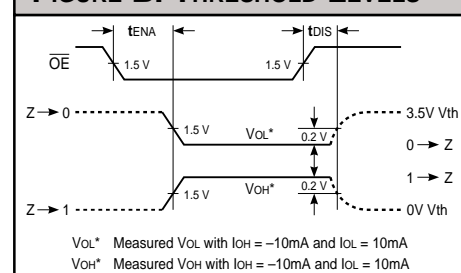 FIGURE B. THRESHOLD LEVELS
tENA
tDIS
OE
1.5 V
1.5 V
Z → 0
3.5V Vth
1.5 V
VOL*
0.2 V
0 → Z
1 → Z
1.5 V
VOH*
0.2 V
Z → 1
0V Vth
VOL* Measured VOL with IOH = –10mA and IOL = 10mA
VOH* Measured VOH with IOH = –10mA and IOL = 10mA